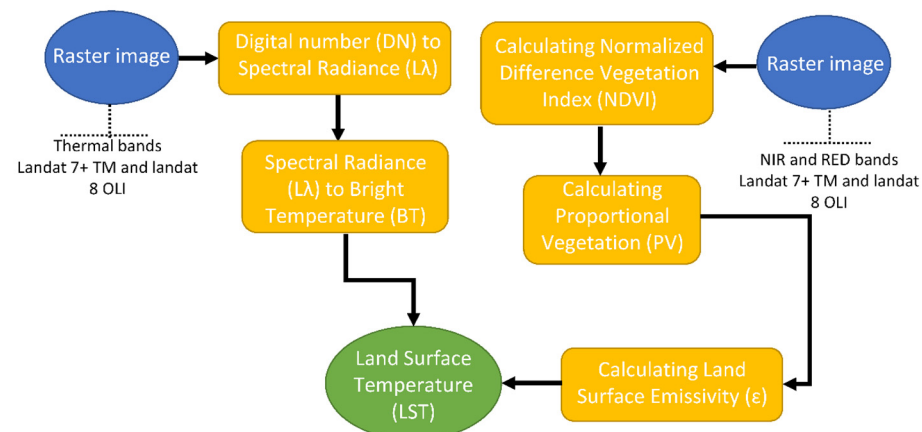 Raster image
Thermal bands
Landat 7+ TM and landat
8 OLI
Digital number (DN) to
Spectral Radiance (Lλ)
Spectral Radiance
(Lλ) to Bright
Temperature (BT)
Calculating Normalized
Difference Vegetation
Index (NDVI)
Raster image
NIR and RED bands
Landat 7+ TM and landat
8 OLI
Calculating
Proportional
Vegetation (PV)
Land Surface
Temperature
(LST)
Calculating Land
Surface Emissivity (ε)